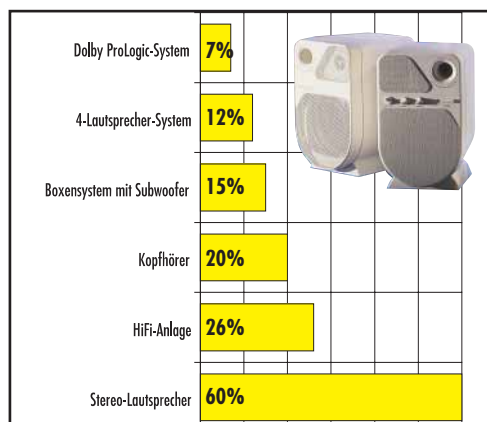 Dolby ProLogic-System 7%
4-Lautsprecher-System 12%
Boxensystem mit Subwoofer 15%
Kopfhörer 20%
HiFi-Anlage 26%
Stereo-Lautsprecher 60%